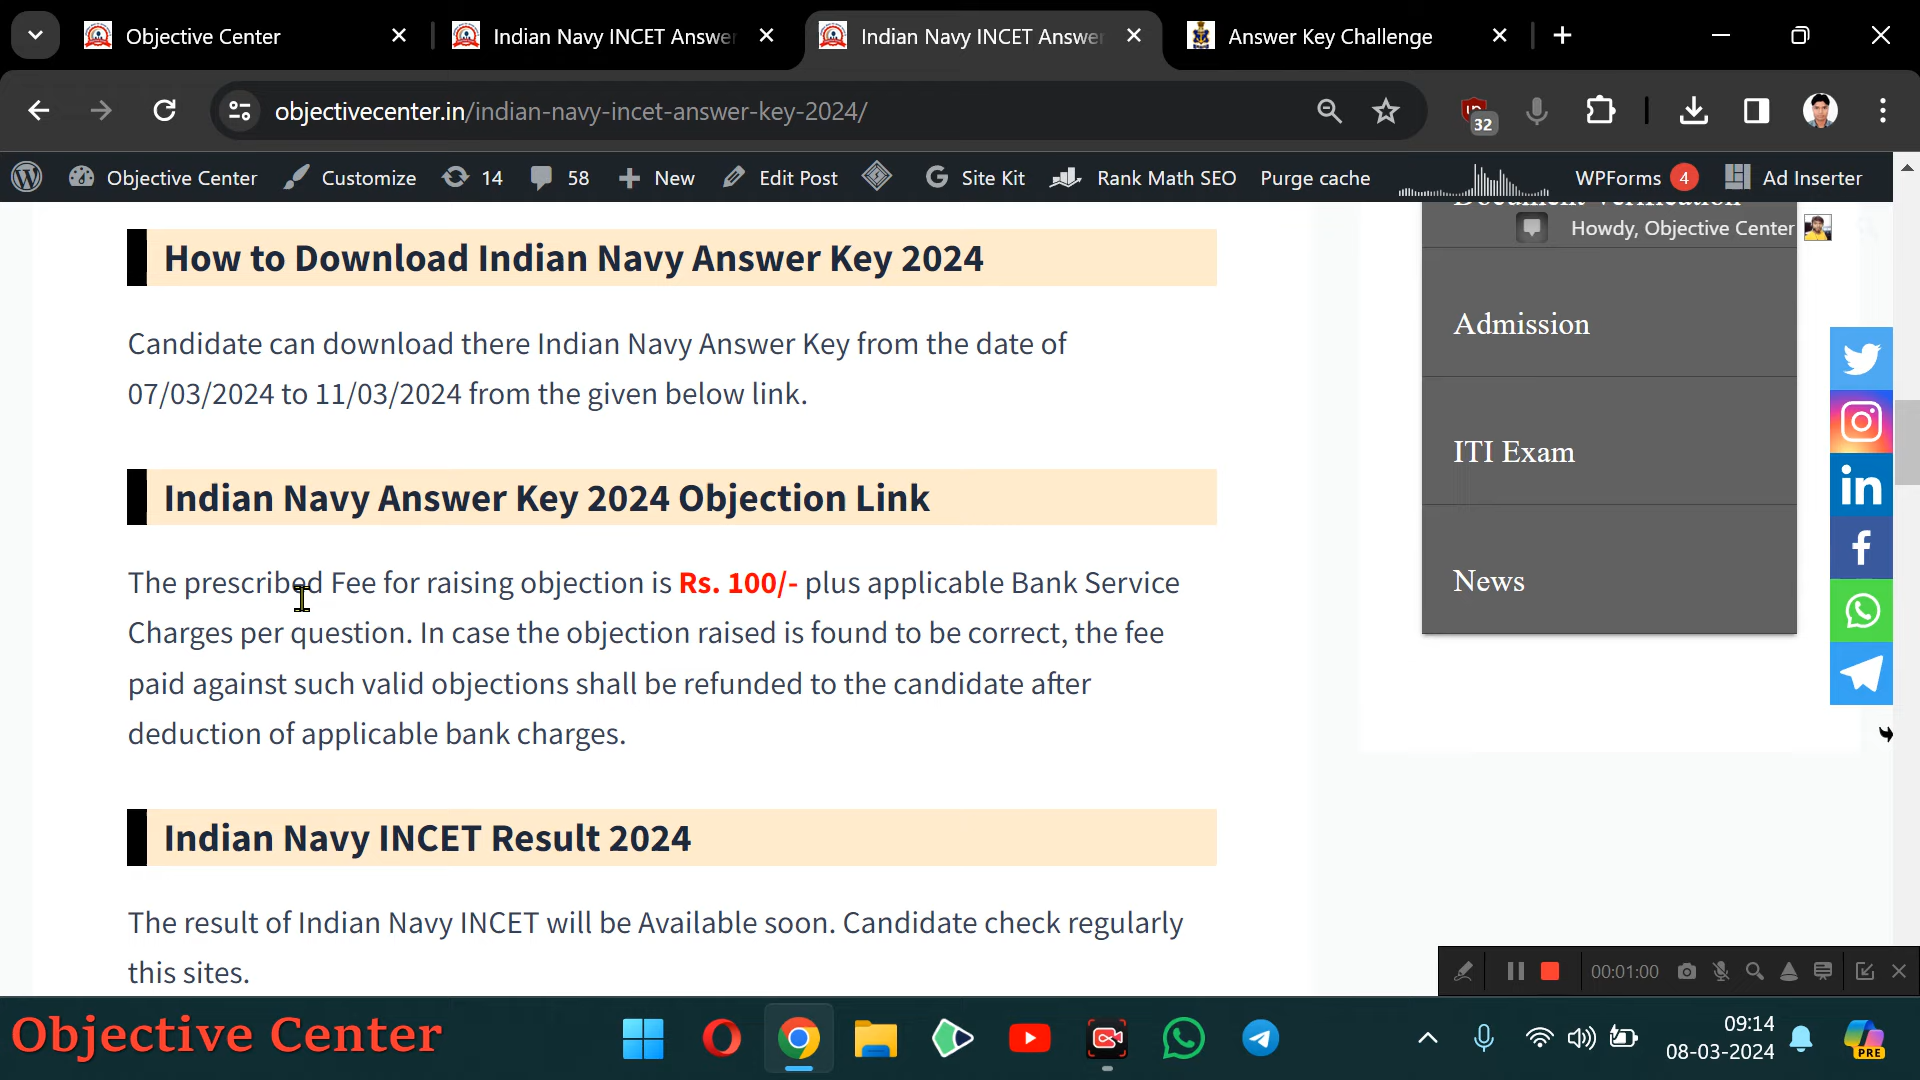 Objective Center
Indian Navy INCET Answer
Indian Navy INCET Answer
Answer Key Challenge
objectivecenter.in/indian-navy-incet-answer-key-2024/
32
Objective Center
Customize
14
58
New
Edit Post
Site Kit
Rank Math SEO
Purge cache
WPForms 4
Ad Inserter
Document Verification
Howdy, Objective Center
How to Download Indian Navy Answer Key 2024
Candidate can download there Indian Navy Answer Key from the date of
07/03/2024 to 11/03/2024 from the given below link.
Indian Navy Answer Key 2024 Objection Link
The prescribed Fee for raising objection is Rs. 100/- plus applicable Bank Service
Charges per question. In case the objection raised is found to be correct, the fee
paid against such valid objections shall be refunded to the candidate after
deduction of applicable bank charges.
Indian Navy INCET Result 2024
The result of Indian Navy INCET will be Available soon. Candidate check regularly
this sites.
Admission
ITI Exam
News
in
00:01:00
Objective Center
09:14
08-03-2024
PRE